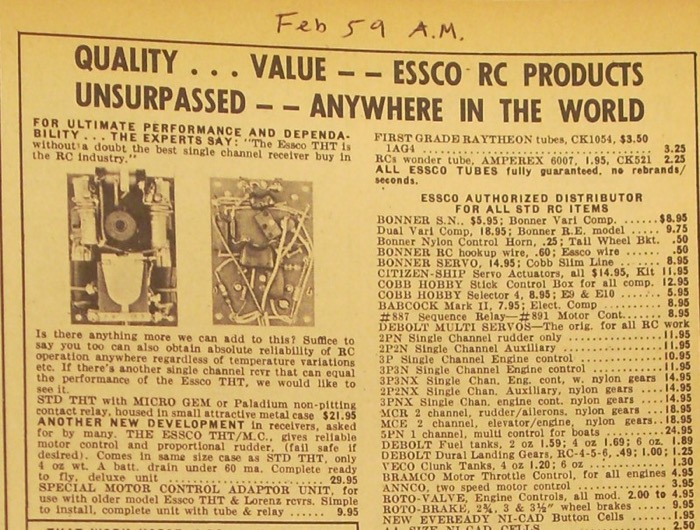 Feb 59 A.M.
QUALITY . . . VALUE – – ESSCO RC PRODUCTS
UNSURPASSED – – ANYWHERE IN THE WORLD
FOR ULTIMATE PERFORMANCE AND DEPENDA-
BILITY . . . THE EXPERTS SAY: "The Essco THT is
without a doubt the best single channel receiver buy in
the RC industry."
Is there anything more we can add to this? Suffice to
say you too can also obtain absolute reliability of RC
operation anywhere regardless of temperature variations
etc. If there's another single channel rcvr that can equal
the performance of the Essco THT, we would like to
see it.
STD THT with MICRO GEM or Paladium non-pitting
contact relay, housed in small attractive metal case $21.95
ANOTHER NEW DEVELOPMENT in receivers, asked
for by many. THE ESSCO THT/M.C., gives reliable
motor control and proportional rudder, (fail safe if
desired). Comes in same size case as STD THT, only
4 oz wt. A batt. drain under 60 ma. Complete ready
to fly, deluxe unit . . . . . . . . . . 29.95
SPECIAL MOTOR CONTROL ADAPTOR UNIT, for
use with older model Essco THT & Lorenz rcvrs. Simple
to install, complete unit with tube & relay . . . . . . 9.95
FIRST GRADE RAYTHEON tubes, CK1054, $3.50
1AG4 . . . . . . . . . . 3.25
RCs wonder tube, AMPEREX 6007, 1.95, CK521 2.25
ALL ESSCO TUBES fully guaranteed, no rebrands/
seconds.
ESSCO AUTHORIZED DISTRIBUTOR
FOR ALL STD RC ITEMS
BONNER S.N., $5.95; Bonner Vari Comp. . . . . . . $8.95
Dual Vari Comp, 18.95; Bonner R.E. model . . . . . 9.75
Bonner Nylon Control Horn, .25; Tail Wheel Bkt. .50
BONNER RC hookup wire, .60; Essco wire . . . . . . .50
BONNER SERVO, 14.95; Cobb Slim Line . . . . 8.95
CITIZEN-SHIP Servo Actuators, all $14.95, Kit 11.95
COBB HOBBY Stick Control Box for all comp. 12.95
COBB HOBBY Selector 4, 8.95; E9 & E10 . . . . . 5.95
BABCOCK Mark II, 7.95; Elect. Comp . . . . . . 8.95
#887 Sequence Relay—#891 Motor Cont. . . . . . 8.95
DEBOLT MULTI SERVOS—The orig. for all RC work
2PN Single Channel rudder only . . . . . . . . . . 11.95
2P2N Single Channel Auxiliary . . . . . . . . . . 11.95
3P Single Channel Engine control . . . . . . . . . . 10.95
3P3N Single Channel Engine control . . . . . . . . 11.95
3P3NX Single Chan. Eng. cont, w. nylon gears 14.95
2P2NX Single Chan. Auxiliary, nylon gears . . . 14.95
3PNX Single Chan. engine cont. nylon gears . . . . 14.95
MCR 2 channel, rudder/ailerons, nylon gears . . . 18.95
MCE 2 channel, elevator/engine, nylon gears . . 18.95
5PN 1 channel, multi control for boats . . . . . . . 24.95
DEBOLT Fuel tanks, 2 oz 1.59; 4 oz 1.69; 6 oz. 1.89
DEBOLT Dural Landing Gears, RC-4-5-6, .49; 1.00; 1.25
VECO Clunk Tanks, 4 oz 1.20; 6 oz . . . . . . . . 1.30
BRAMCO Motor Throttle Control, for all engines 4.95
ANNCO, two speed motor control . . . . . . . . . . 3.95
ROTO-VALVE, Engine Controls, all mod. 2.00 to 4.95
ROTO-BRAKE, 2¾, 3 & 3½" wheel brakes . . . . . 9.95
NEW EVEREADY NI-CAD Button Cells . . . . . . 1.95